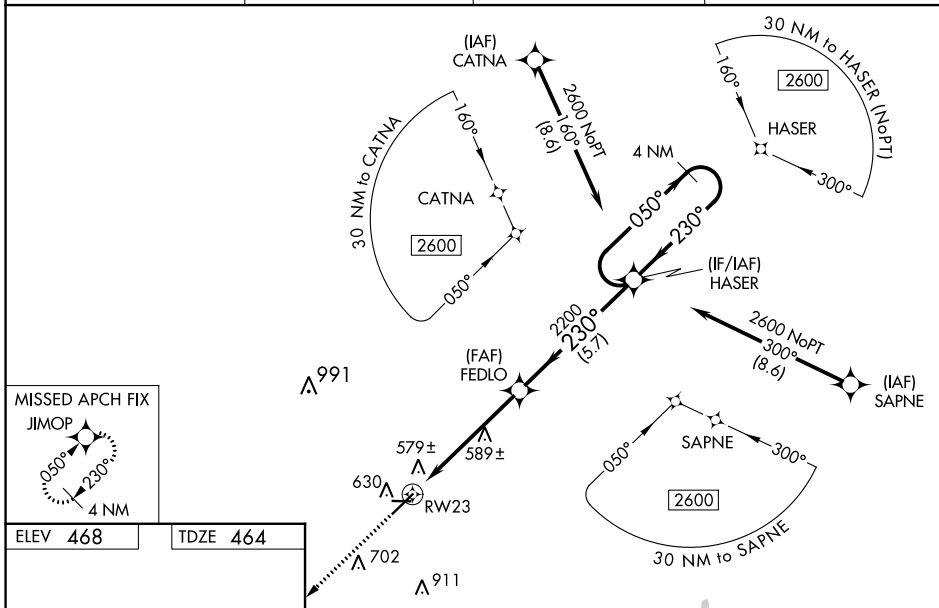 (IAF)
CATNA
2600 NoPT
160°
(8.6)
30 NM to HASER (NoPT)
160°
2600
HASER
300°
30 NM to CATNA
160°
CATNA
2600
050°
4 NM
050°
230°
(IF/IAF)
HASER
2200
230°
(5.7)
2600 NoPT
300°
(8.6)
(IAF)
SAPNE
(FAF)
FEDLO
991
MISSED APCH FIX
JIMOP
050°
230°
4 NM
579±
589±
630
RW23
702
911
050°
SAPNE
300°
2600
30 NM to SAPNE
ELEV 468
TDZE 464